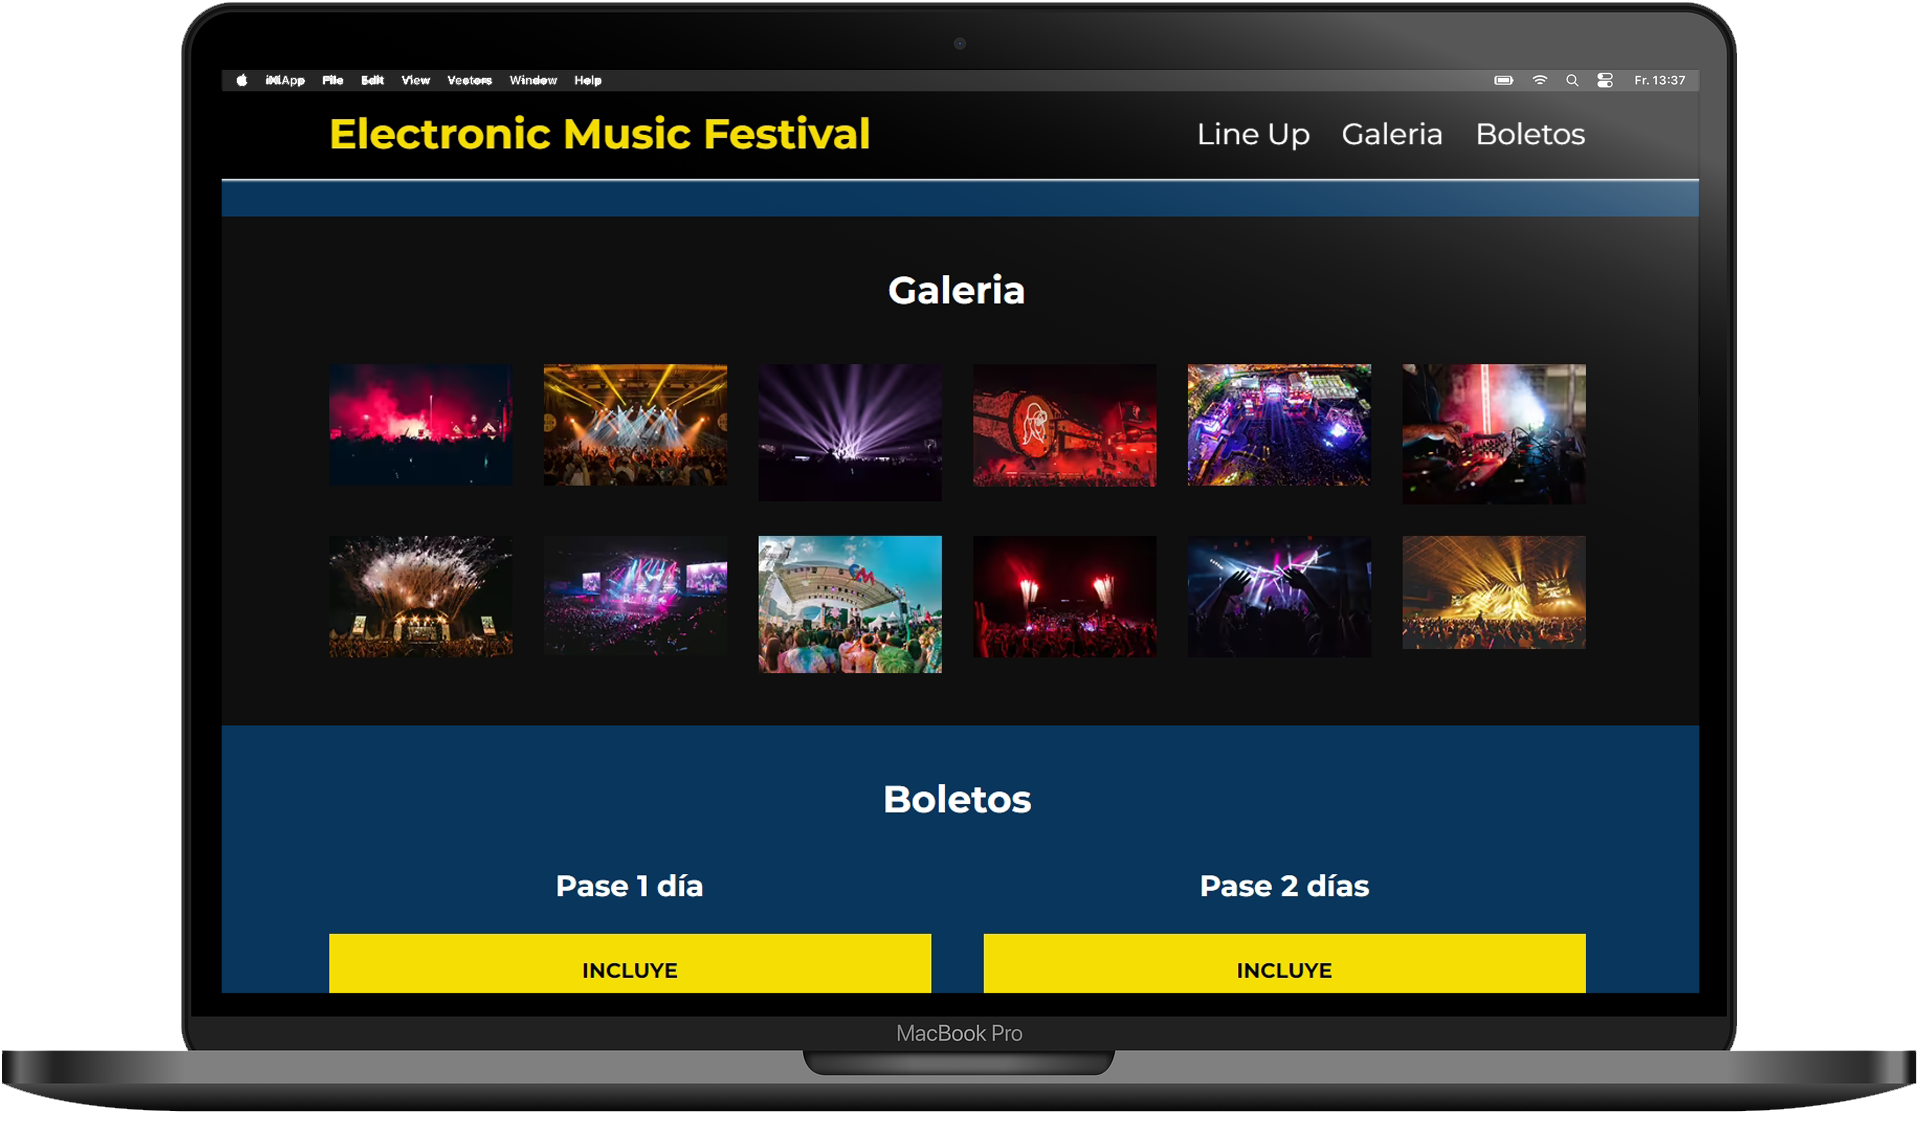 File Edit View Vectors Window Help Fr. 13:37
Electronic Music Festival Line Up Galeria Boletos
Galeria
Boletos
Pase 1 día Pase 2 días
INCLUYE INCLUYE
MacBook Pro